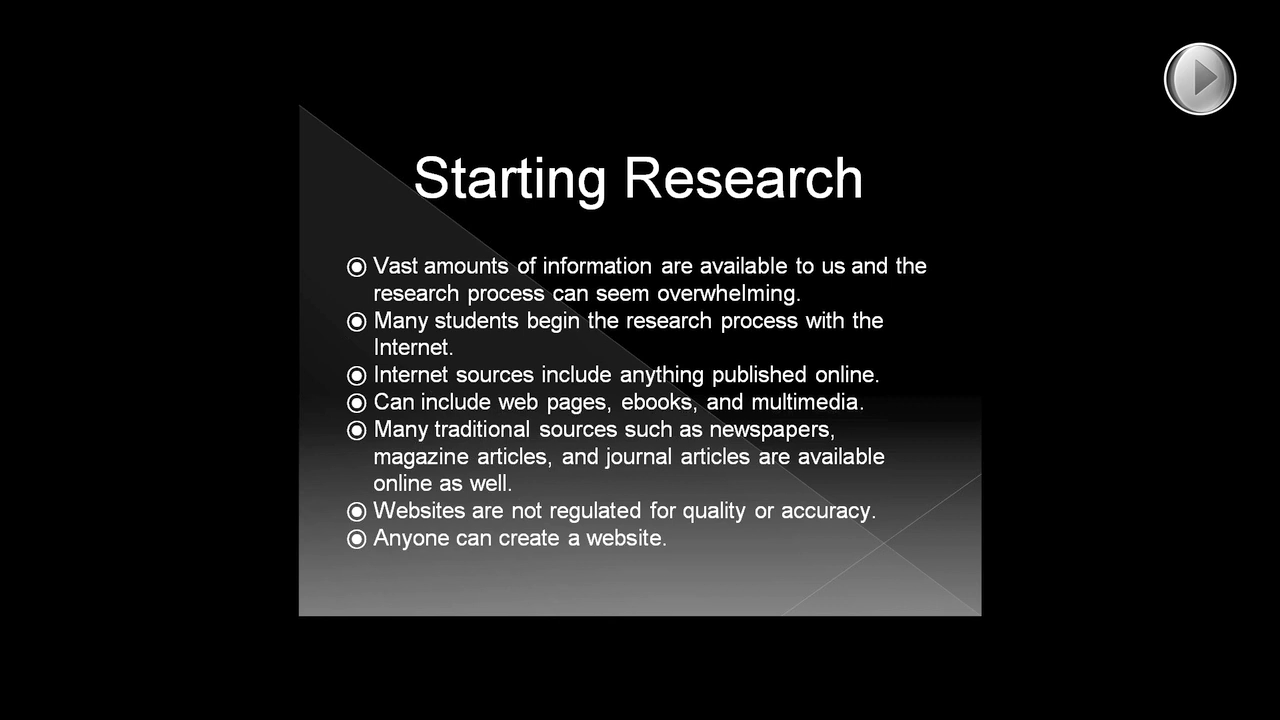 Starting Research
Vast amounts of information are available to us and the
research process can seem overwhelming.
Many students begin the research process with the
Internet.
Internet sources include anything published online.
Can include web pages, ebooks, and multimedia.
Many traditional sources such as newspapers,
magazine articles, and journal articles are available
online as well.
Websites are not regulated for quality or accuracy.
Anyone can create a website.